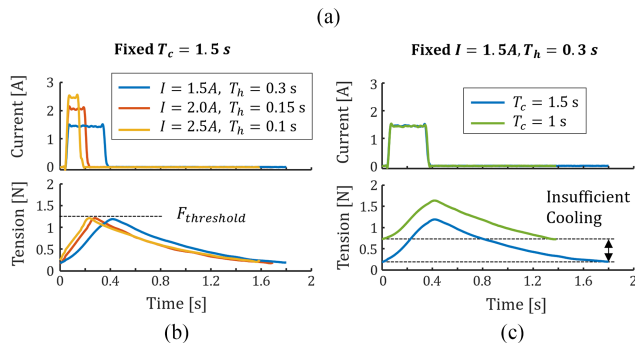 (a)
Fixed T_c = 1.5 s
Current [A]
3
2
1
0
I = 1.5A, T_h = 0.3 s
I = 2.0A, T_h = 0.15 s
I = 2.5A, T_h = 0.1 s
Tension [N]
2
1.5
1
0.5
0
F_threshold
0 0.4 0.8 1.2 1.6 2
Time [s]
(b)
Fixed I = 1.5A, T_h = 0.3 s
Current [A]
3
2
1
0
T_c = 1.5 s
T_c = 1 s
Tension [N]
2
1.5
1
0.5
0
Insufficient
Cooling
0 0.4 0.8 1.2 1.6 2.0
Time [s]
(c)